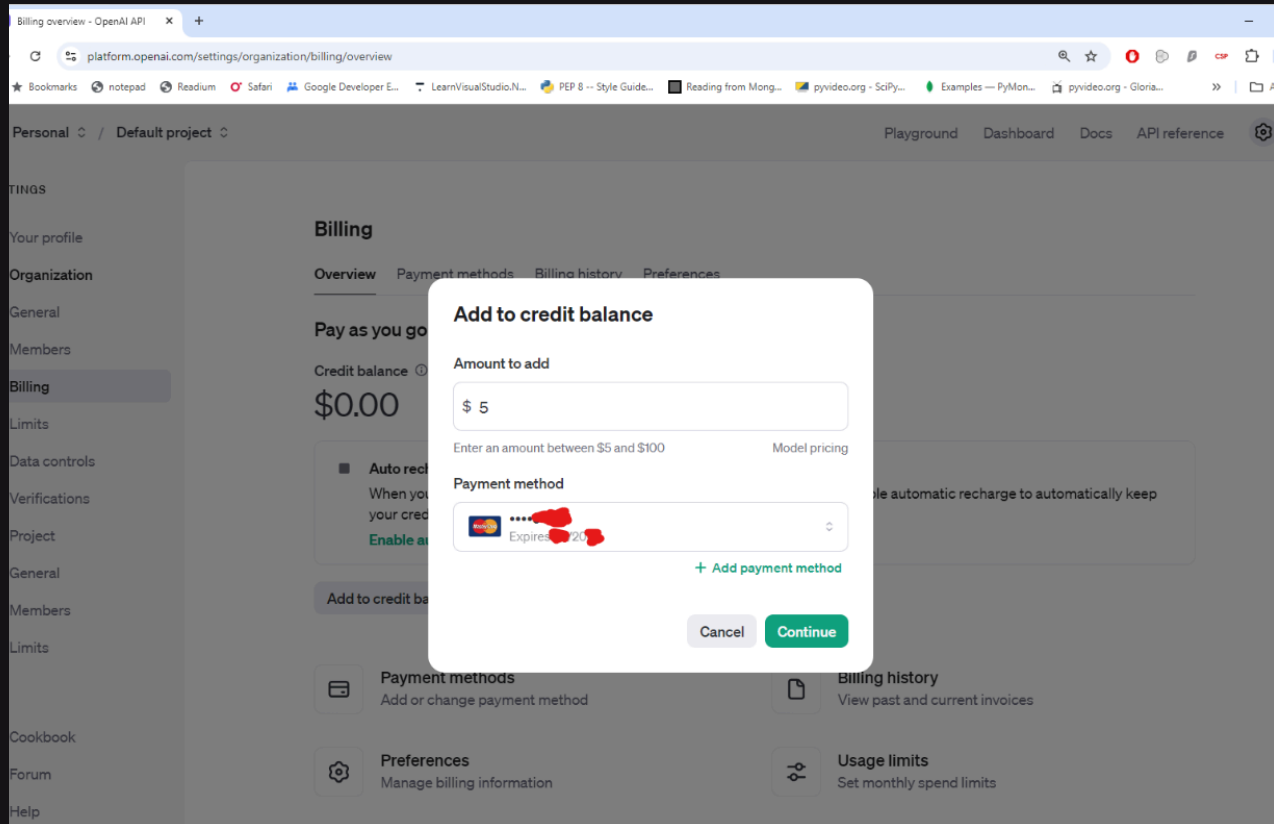 Billing overview - OpenAI API
platform.openai.com/settings/organization/billing/overview
Bookmarks notepad Readium Safari Google Developer E... LearnVisualStudio.N... PEP 8 -- Style Guide... Reading from Mong... pyvideo.org - SciPy... Examples — PyMon... pyvideo.org - Gloria... »
Personal / Default project Playground Dashboard Docs API reference
TINGS
Your profile
Organization
General
Members
Billing
Limits
Data controls
Verifications
Project
General
Members
Limits
Cookbook
Forum
Help
Billing
Overview Payment methods Billing history Preferences
Pay as you go
Credit balance
$0.00
Auto rech
When you
ble automatic recharge to automatically keep
your cred
Enable au
Add to credit ba
Add to credit balance
Amount to add
$ 5
Enter an amount between $5 and $100 Model pricing
Payment method
••••
Expires /20
+ Add payment method
Cancel Continue
Payment methods
Add or change payment method
Billing history
View past and current invoices
Preferences
Manage billing information
Usage limits
Set monthly spend limits